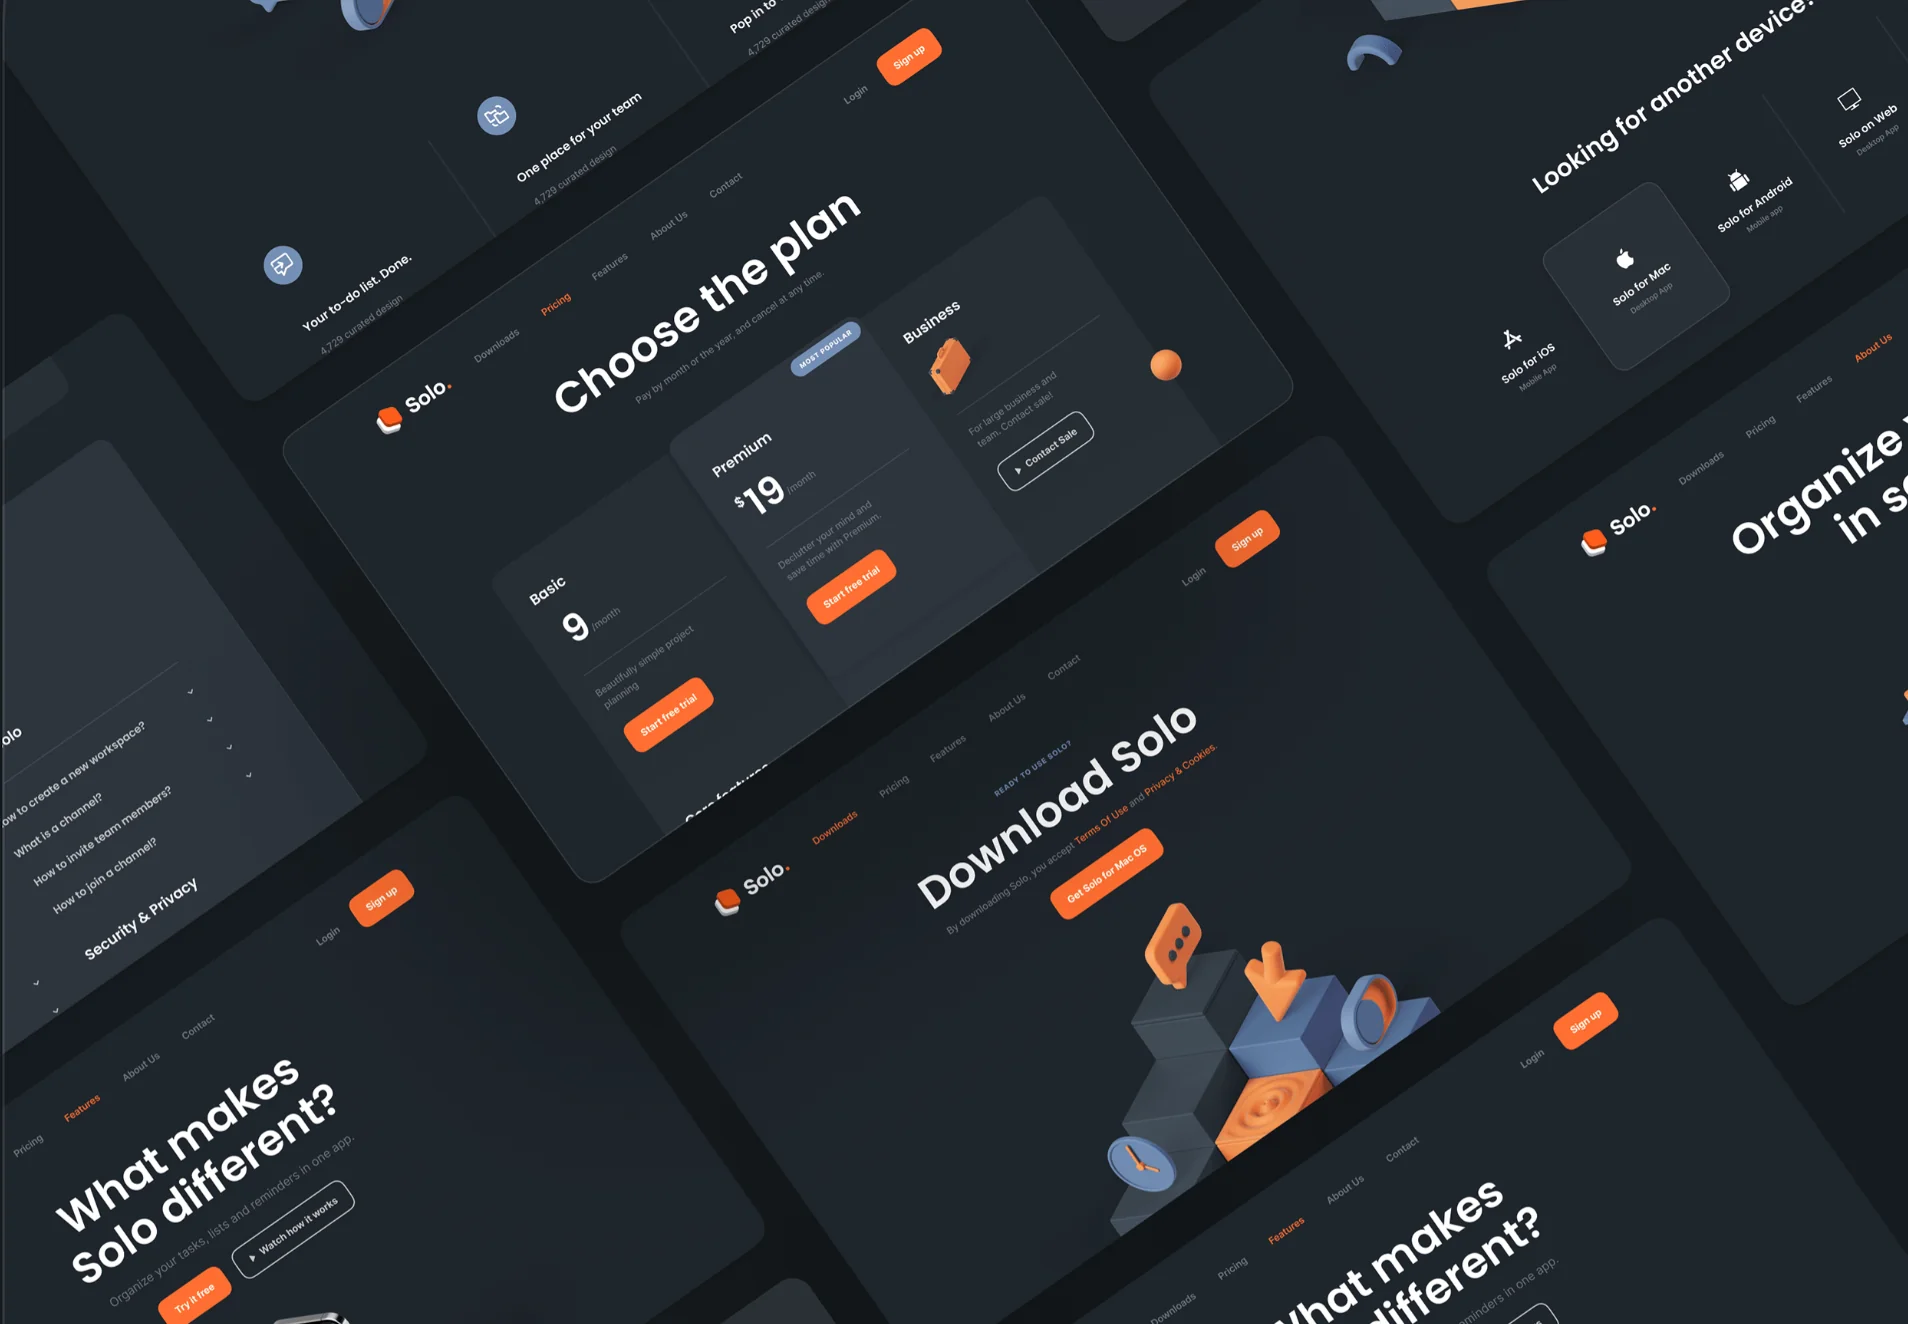 Pop in to
4,729 curated design
One place for your team
4,729 curated design
Your to-do list. Done.
4,729 curated design
Solo.
Downloads
Pricing
Features
About Us
Contact
Login
Sign up
Choose the plan
Pay by month or the year, and cancel at any time.
Basic
9 /month
Beautifully simple project
planning
Start free trial
MOST POPULAR
Premium
$19 /month
Declutter your mind and
save time with Premium.
Start free trial
Business
For large business and
team. Contact sale!
Contact Sale
Looking for another device?
Solo for iOS
Mobile App
Solo for Mac
Desktop App
Solo for Android
Mobile app
Solo on Web
Desktop App
Solo.
Downloads
Pricing
Features
About Us
Organize
in
How to create a new workspace?
What is a channel?
How to invite team members?
How to join a channel?
Security & Privacy
Solo.
Downloads
Pricing
Features
About Us
Contact
Login
Sign up
READY TO USE SOLO?
Download Solo
By downloading Solo, you accept Terms Of Use and Privacy & Cookies.
Get Solo for Mac OS
Pricing
Features
About Us
Contact
Login
Sign up
What makes
Solo different?
Organize your tasks, lists and reminders in one app.
Try it free
Watch how it works
Downloads
Pricing
Features
About Us
Contact
Login
Sign up
What makes
different?
reminders in one app.